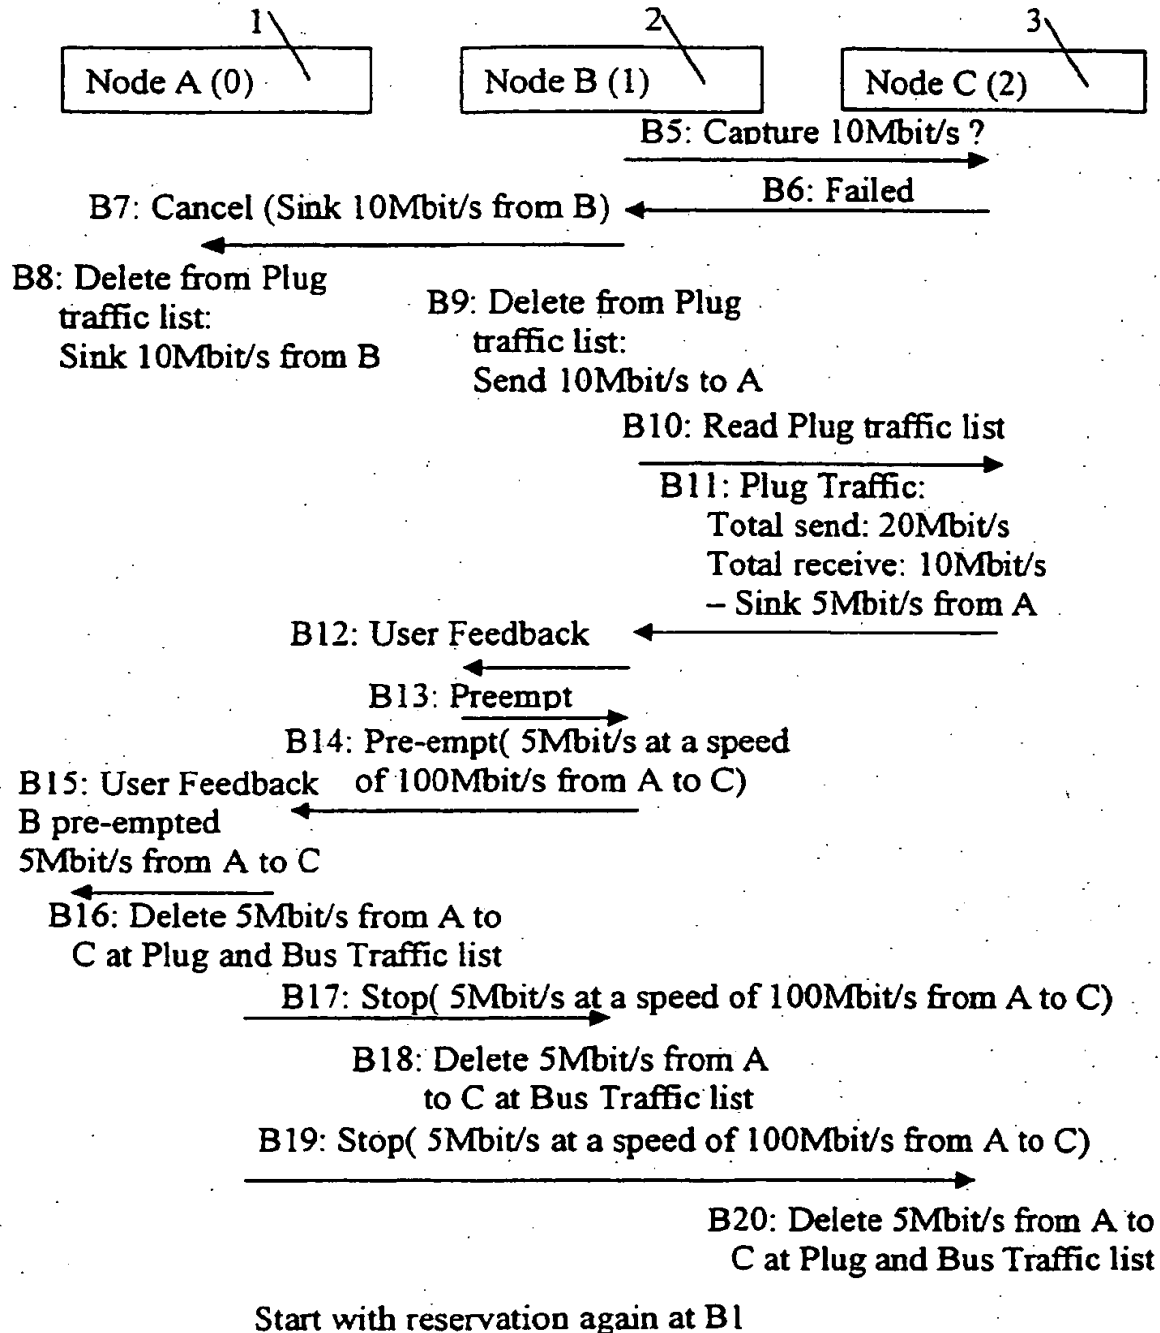 1
2
3
Node A (0)
Node B (1)
Node C (2)
B5: Capture 10Mbit/s ?
B6: Failed
B7: Cancel (Sink 10Mbit/s from B)
B8: Delete from Plug
traffic list:
Sink 10Mbit/s from B
B9: Delete from Plug
traffic list:
Send 10Mbit/s to A
B10: Read Plug traffic list
B11: Plug Traffic:
Total send: 20Mbit/s
Total receive: 10Mbit/s
– Sink 5Mbit/s from A
B12: User Feedback
B13: Preempt
B14: Pre-empt( 5Mbit/s at a speed
of 100Mbit/s from A to C)
B15: User Feedback
B pre-empted
5Mbit/s from A to C
B16: Delete 5Mbit/s from A to
C at Plug and Bus Traffic list
B17: Stop( 5Mbit/s at a speed of 100Mbit/s from A to C)
B18: Delete 5Mbit/s from A
to C at Bus Traffic list
B19: Stop( 5Mbit/s at a speed of 100Mbit/s from A to C)
B20: Delete 5Mbit/s from A to
C at Plug and Bus Traffic list
Start with reservation again at B1